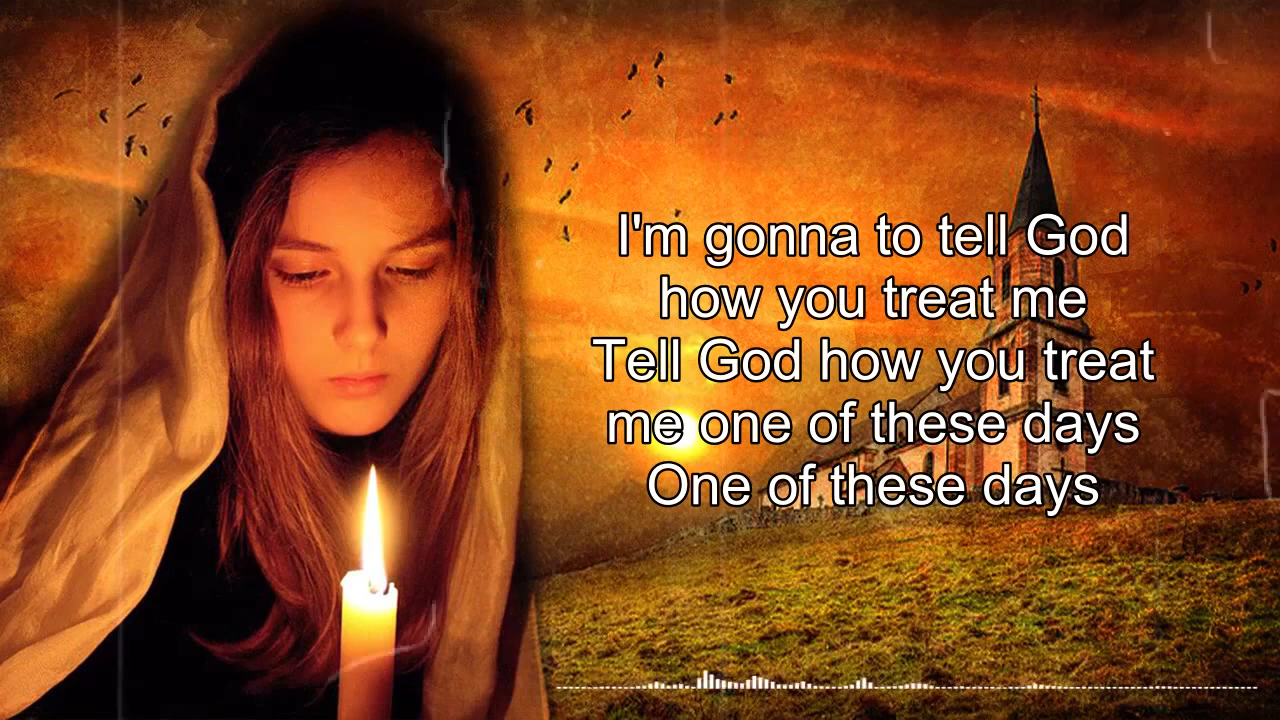 I'm gonna to tell God
how you treat me
Tell God how you treat
me one of these days
One of these days